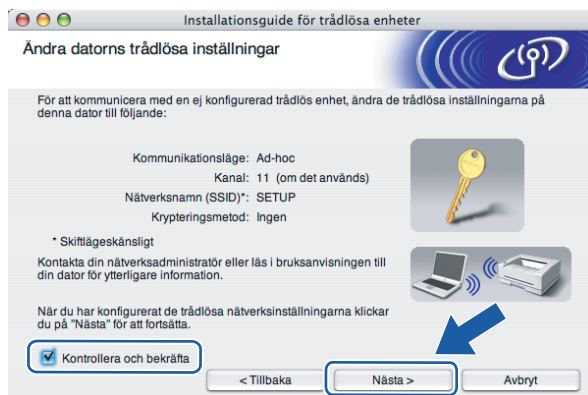 Installationsguide för trådlösa enheter
Ändra datorns trådlösa inställningar
För att kommunicera med en ej konfigurerad trådlös enhet, ändra de trådlösa inställningarna på
denna dator till följande:
Kommunikationsläge: Ad-hoc
Kanal: 11 (om det används)
Nätverksnamn (SSID)*: SETUP
Krypteringsmetod: Ingen
* Skiftlägeskänsligt
Kontakta din nätverksadministratör eller läs i bruksanvisningen till
din dator för ytterligare information.
När du har konfigurerat de trådlösa nätverksinställningarna klickar
du på "Nästa" för att fortsätta.
Kontrollera och bekräfta
< Tillbaka
Nästa >
Avbryt